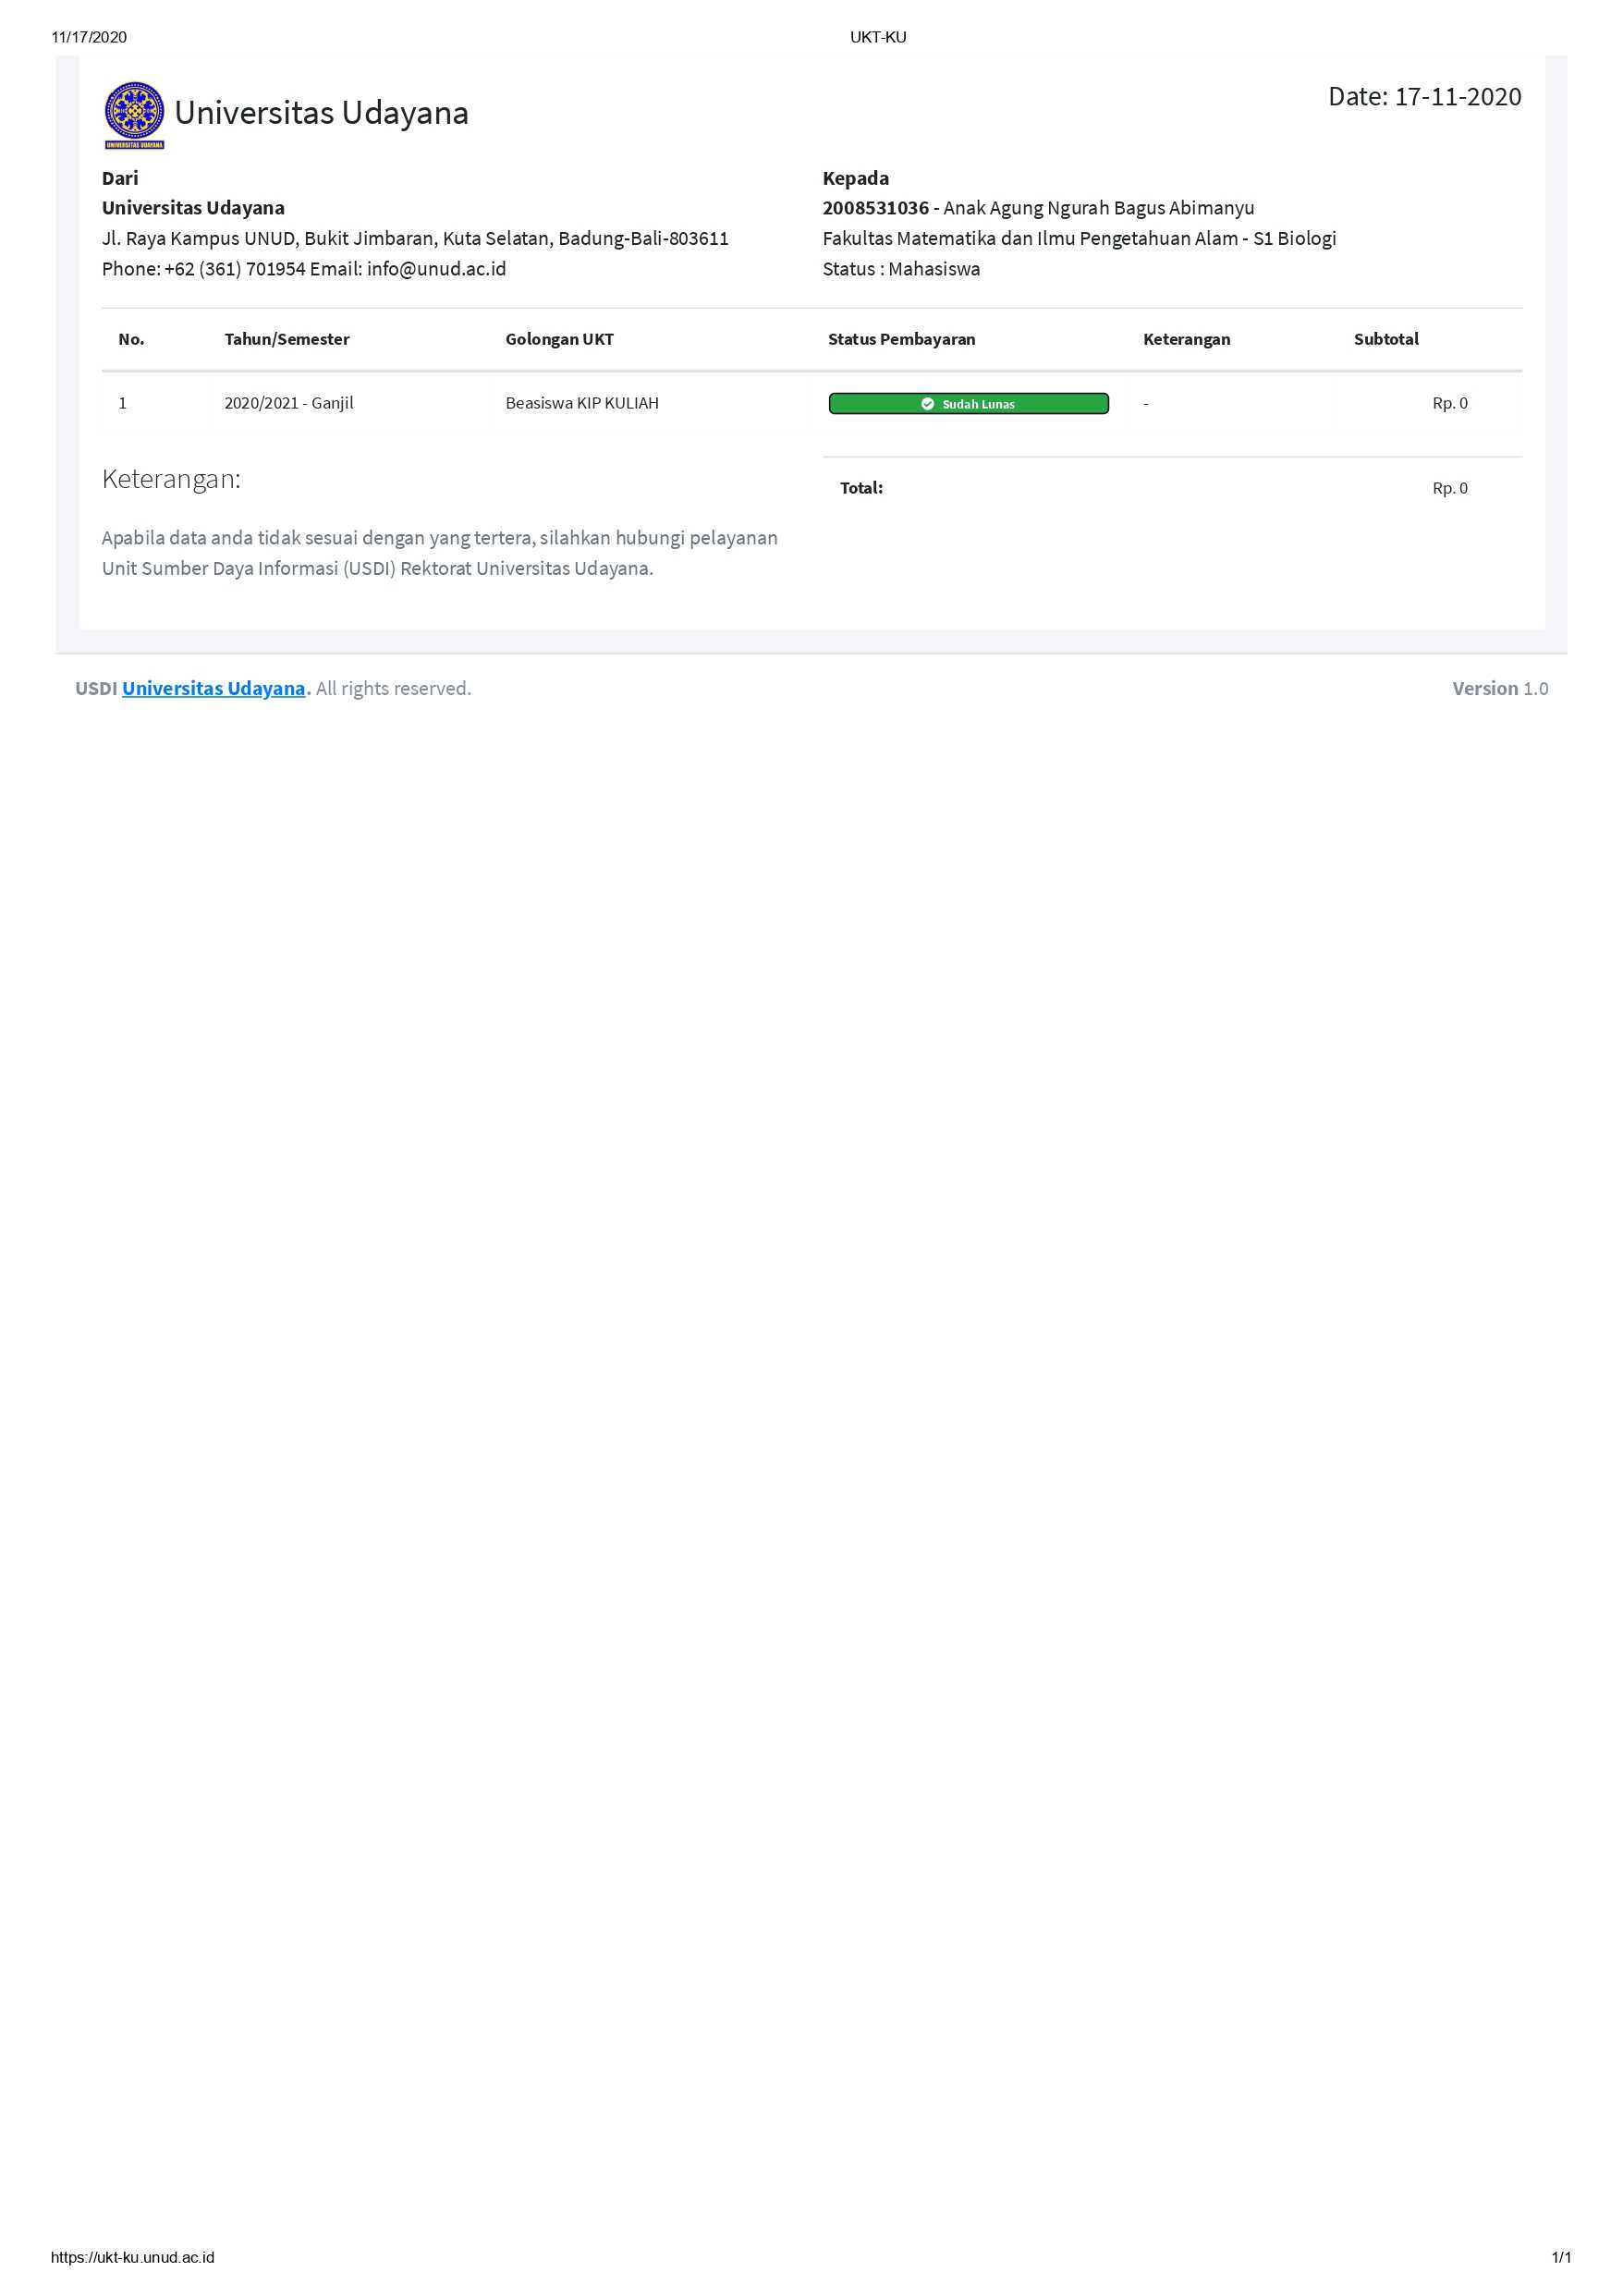 11/17/2020 UKT-KU
Universitas Udayana
Date: 17-11-2020
UNIVERSITAS UDAYANA
Dari
Universitas Udayana
Jl. Raya Kampus UNUD, Bukit Jimbaran, Kuta Selatan, Badung-Bali-803611
Phone: +62 (361) 701954 Email: info@unud.ac.id
Kepada
2008531036 - Anak Agung Ngurah Bagus Abimanyu
Fakultas Matematika dan Ilmu Pengetahuan Alam - S1 Biologi
Status : Mahasiswa
No. Tahun/Semester Golongan UKT Status Pembayaran Keterangan Subtotal
1 2020/2021 - Ganjil Beasiswa KIP KULIAH Sudah Lunas - Rp. 0
Keterangan:
Apabila data anda tidak sesuai dengan yang tertera, silahkan hubungi pelayanan
Unit Sumber Daya Informasi (USDI) Rektorat Universitas Udayana.
Total: Rp. 0
USDI Universitas Udayana. All rights reserved. Version 1.0
https://ukt-ku.unud.ac.id 1/1